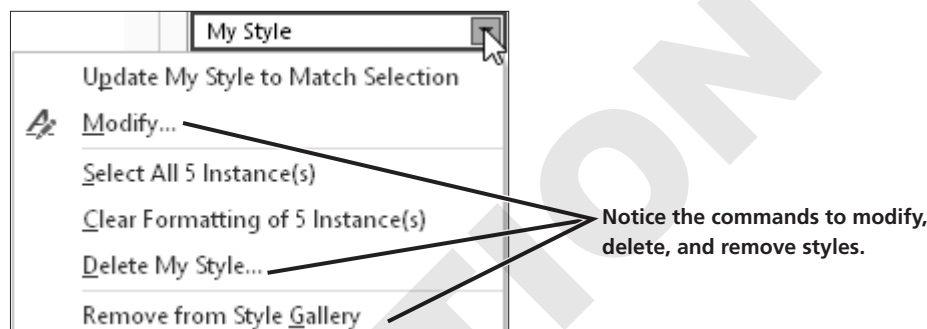 My Style
Update My Style to Match Selection
Modify...
Select All 5 Instance(s)
Clear Formatting of 5 Instance(s)
Delete My Style...
Remove from Style Gallery
Notice the commands to modify,
delete, and remove styles.